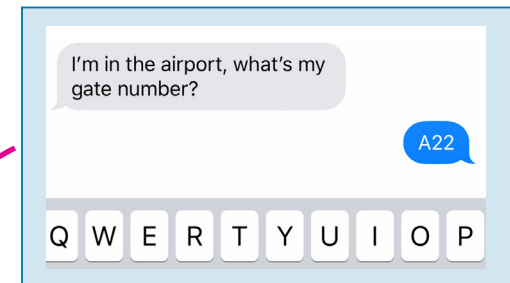 I’m in the airport, what’s my
gate number?
A22
Q W E R T Y U I O P